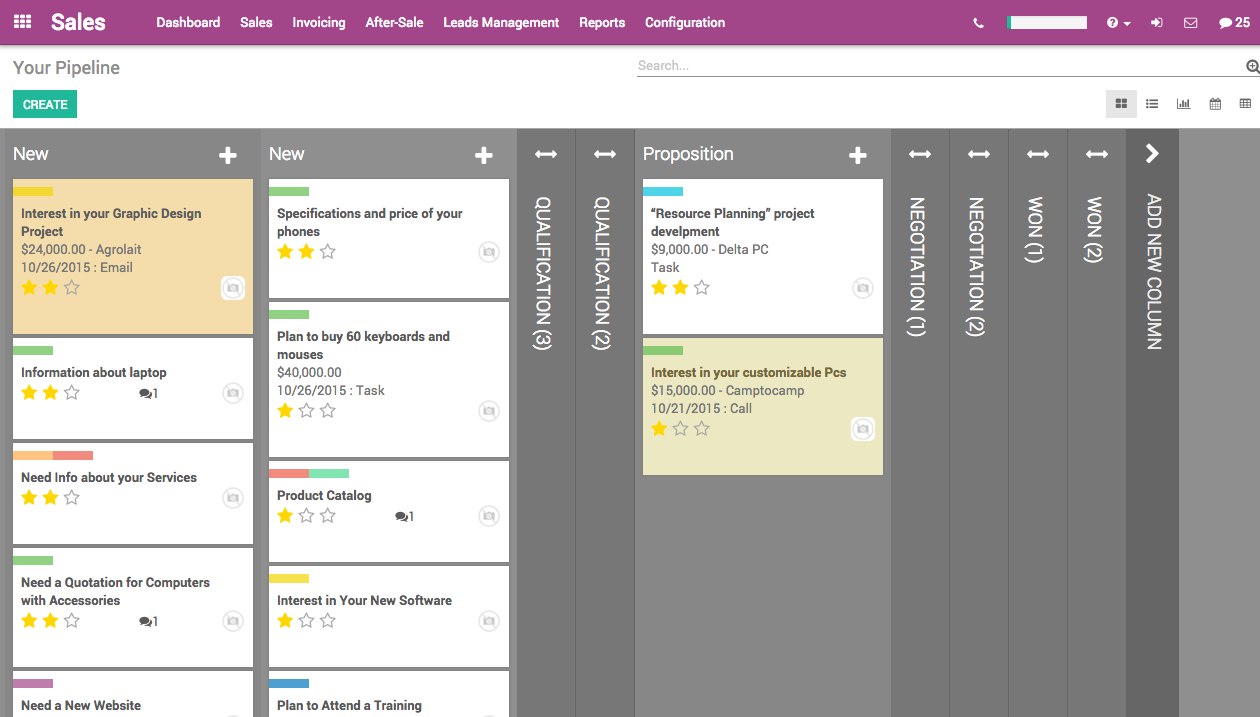 Sales
Dashboard Sales Invoicing After-Sale Leads Management Reports Configuration
25
Your Pipeline
Search...
CREATE
New
Interest in your Graphic Design
Project
$24,000.00 - Agrolait
10/26/2015 : Email
Information about laptop
1
Need Info about your Services
Need a Quotation for Computers
with Accessories
1
Need a New Website
New
Specifications and price of your
phones
Plan to buy 60 keyboards and
mouses
$40,000.00
10/26/2015 : Task
Product Catalog
1
Interest in Your New Software
Plan to Attend a Training
QUALIFICATION (3)
QUALIFICATION (2)
Proposition
“Resource Planning” project
develpment
$9,000.00 - Delta PC
Task
Interest in your customizable Pcs
$15,000.00 - Camptocamp
10/21/2015 : Call
NEGOTIATION (1)
NEGOTIATION (2)
WON (1)
WON (2)
ADD NEW COLUMN